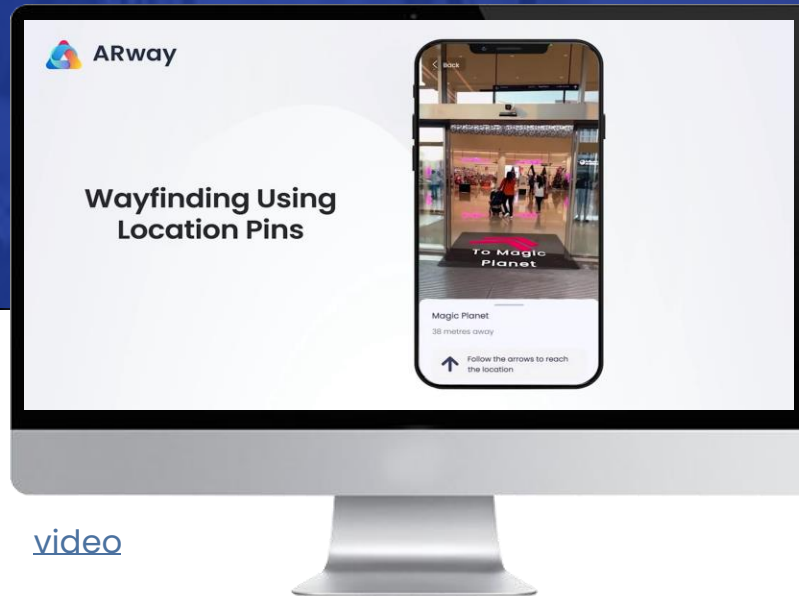 ARway
Wayfinding Using
Location Pins
Back
To Magic
Planet
Magic Planet
38 metres away
Follow the arrows to reach
the location
video